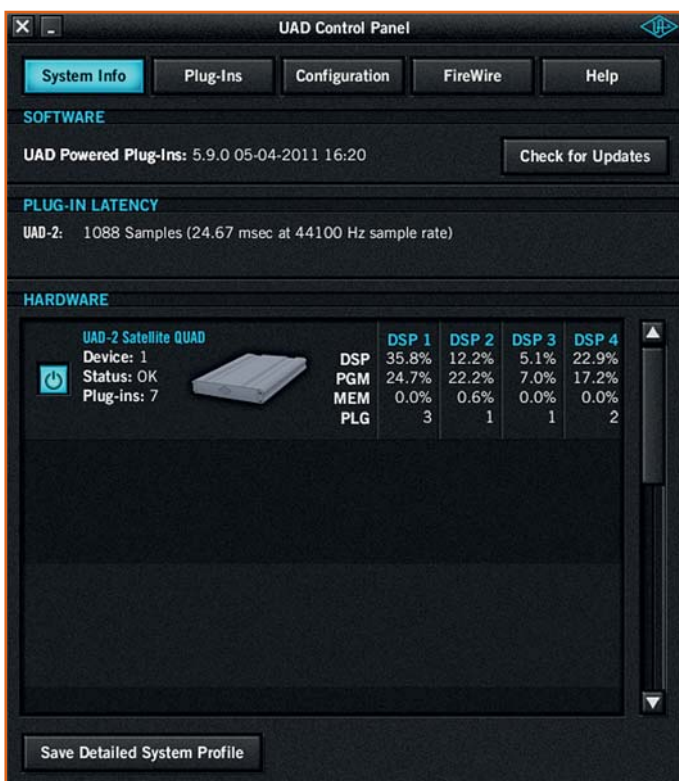 UAD Control Panel
System Info Plug-Ins Configuration FireWire Help
SOFTWARE
UAD Powered Plug-Ins: 5.9.0 05-04-2011 16:20 Check for Updates
PLUG-IN LATENCY
UAD-2: 1088 Samples (24.67 msec at 44100 Hz sample rate)
HARDWARE
UAD-2 Satellite QUAD DSP 1 DSP 2 DSP 3 DSP 4
Device: 1 DSP 35.8% 12.2% 5.1% 22.9%
Status: OK PGM 24.7% 22.2% 7.0% 17.2%
Plug-ins: 7 MEM 0.0% 0.6% 0.0% 0.0%
PLG 3 1 1 2
Save Detailed System Profile